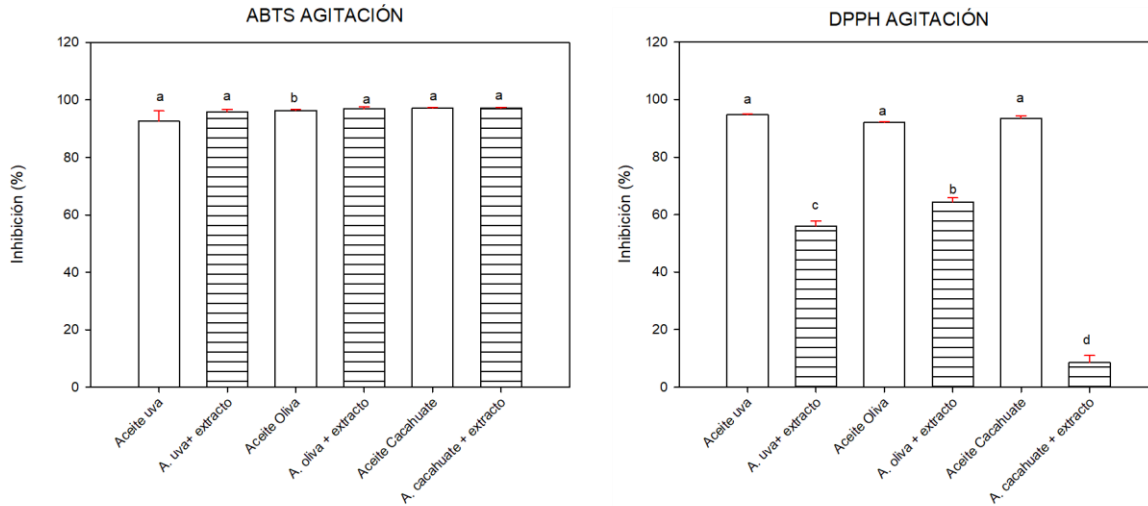 ABTS AGITACIÓN
120
100
80
60
40
20
0
Inhibición (%)
a
a
b
a
a
a
Aceite uva
A. uva+ extracto
Aceite Oliva
A. oliva + extracto
Aceite Cacahuate
A. cacahuate + extracto
DPPH AGITACIÓN
120
100
80
60
40
20
0
Inhibición (%)
a
c
a
b
a
d
Aceite uva
A. uva+ extracto
Aceite Oliva
A. oliva + extracto
Aceite Cacahuate
A. cacahuate + extracto